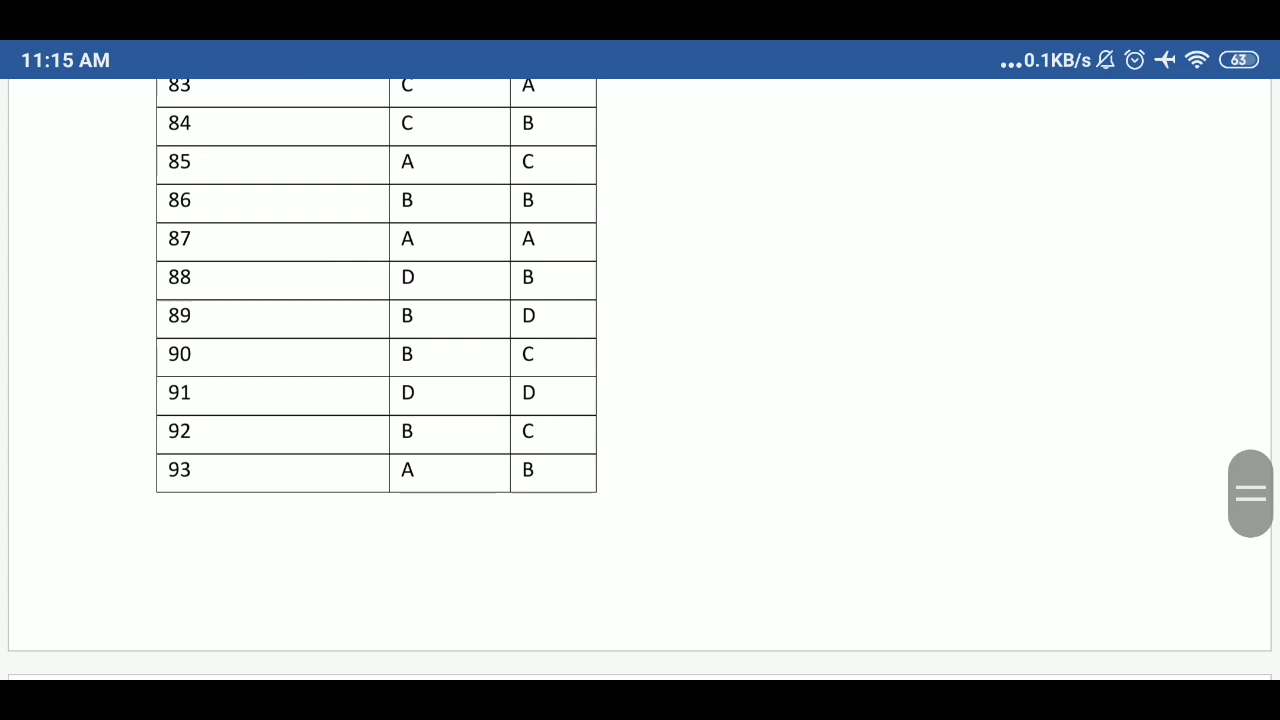 11:15 AM ...0.1KB/s 63
83 C A
84 C B
85 A C
86 B B
87 A A
88 D B
89 B D
90 B C
91 D D
92 B C
93 A B